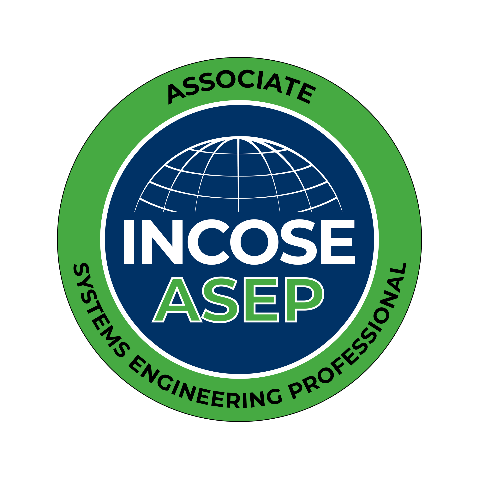 ASSOCIATE
INCOSE
ASEP
SYSTEMS ENGINEERING PROFESSIONAL